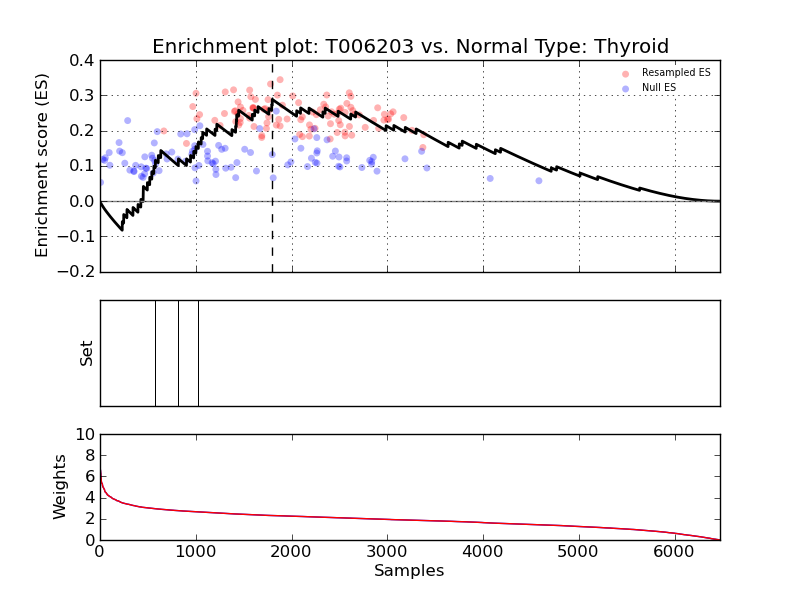 Enrichment plot: T006203 vs. Normal Type: Thyroid
Enrichment score (ES)
0.4
0.3
0.2
0.1
0.0
−0.1
−0.2
Resampled ES
Null ES
Set
Weights
10
8
6
4
2
0
0 1000 2000 3000 4000 5000 6000
Samples